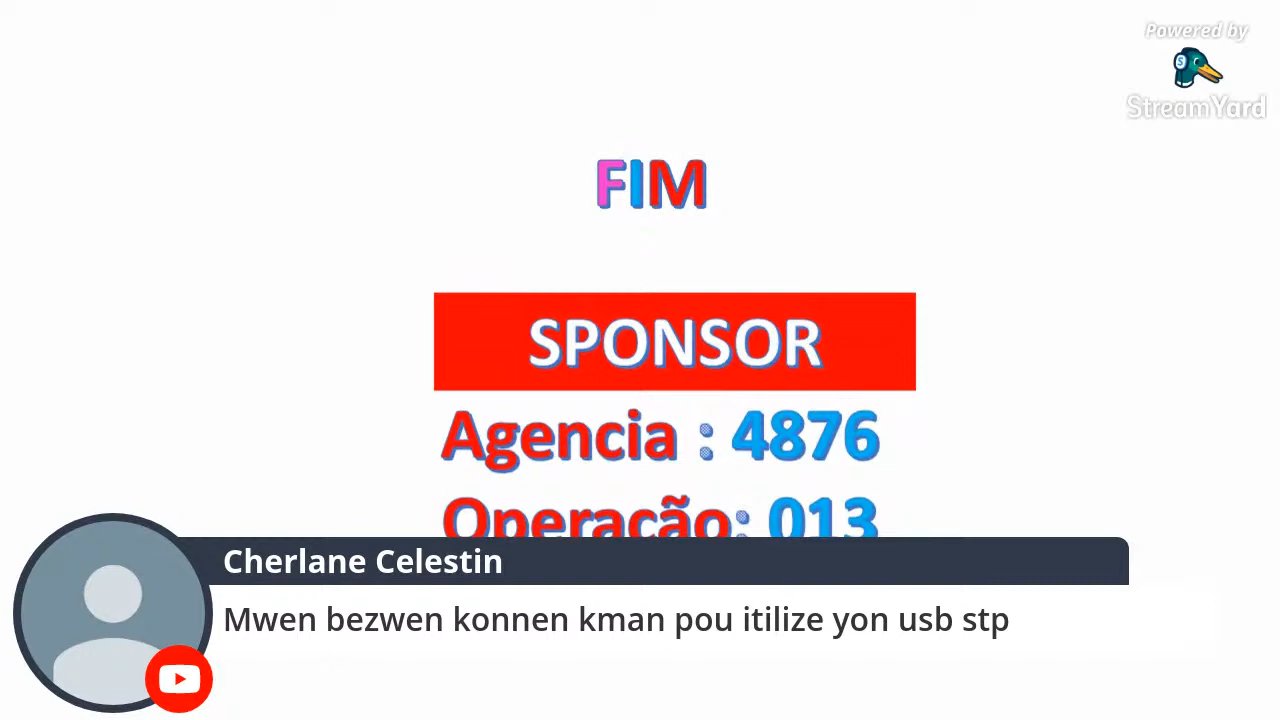 Powered by
StreamYard
FIM
SPONSOR
Agencia : 4876
Operação: 013
Cherlane Celestin
Mwen bezwen konnen kman pou itilize yon usb stp